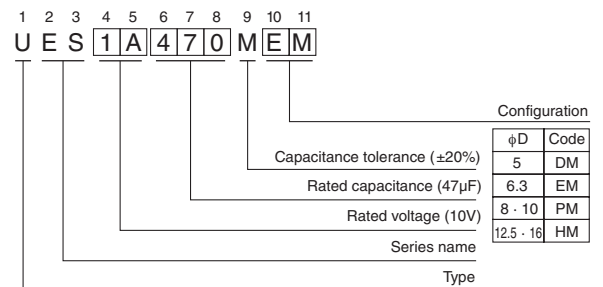 1 2 3 4 5 6 7 8 9 10 11
U E S 1 A 4 7 0 M E M
Configuration
φD Code
5 DM
6.3 EM
8 · 10 PM
12.5 · 16 HM
Capacitance tolerance (±20%)
Rated capacitance (47µF)
Rated voltage (10V)
Series name
Type